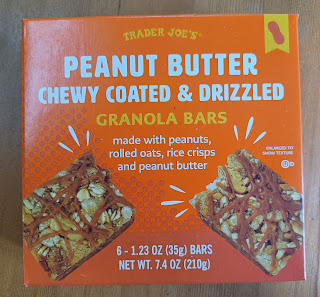 TRADER JOE'S®
PEANUT BUTTER
CHEWY COATED & DRIZZLED
GRANOLA BARS
made with peanuts,
rolled oats, rice crisps
and peanut butter
ENLARGED TO
SHOW TEXTURE
6 - 1.23 OZ (35g) BARS
NET WT. 7.4 OZ (210g)